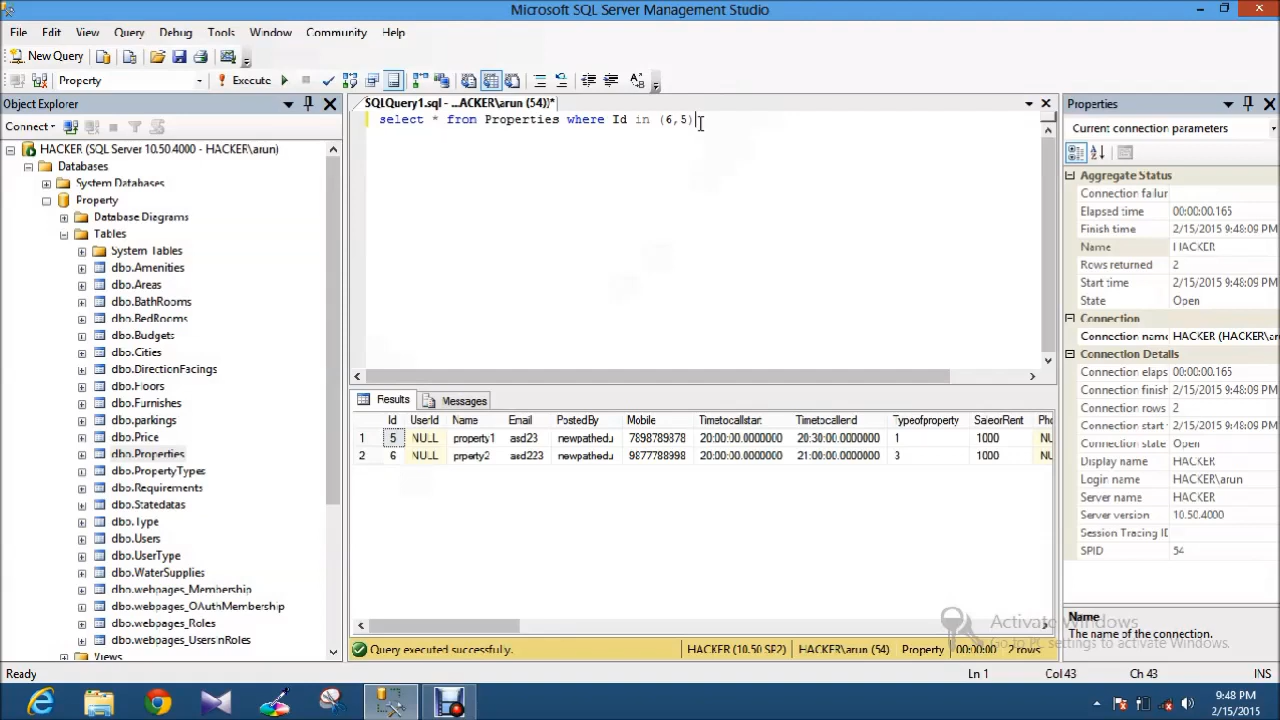 Microsoft SQL Server Management Studio
File Edit View Query Debug Tools Window Community Help
New Query
Property Execute
Object Explorer
SQLQuery1.sql - ...ACKER\arun (54))*
Properties
Connect
select * from Properties where Id in (6,5)
Current connection parameters
HACKER (SQL Server 10.50.4000 - HACKER\arun)
Databases
System Databases
Property
Database Diagrams
Tables
System Tables
dbo.Amenities
dbo.Areas
dbo.BathRooms
dbo.BedRooms
dbo.Budgets
dbo.Cities
dbo.DirectionFacings
dbo.Floors
dbo.Furnishes
dbo.parkings
dbo.Price
dbo.Properties
dbo.PropertyTypes
dbo.Requirements
dbo.Statedatas
dbo.Type
dbo.Users
dbo.UserType
dbo.WaterSupplies
dbo.webpages_Membership
dbo.webpages_OAuthMembership
dbo.webpages_Roles
dbo.webpages_UsersInRoles
Views
Results Messages
Id UserId Name Email PostedBy Mobile Timetocallstart Timetocallend Typeofproperty SaleorRent Ph
1 5 NULL property1 asd23 newpathedu 7898789878 20:00:00.0000000 20:30:00.0000000 1 1000 NU
2 6 NULL prperty2 asd223 newpathedu 9877788998 20:00:00.0000000 21:00:00.0000000 3 1000 NU
Query executed successfully. HACKER (10.50 SP2) HACKER\arun (54) Property 00:00:00 2 rows
Aggregate Status
Connection failur
Elapsed time 00:00:00.165
Finish time 2/15/2015 9:48:09 PM
Name HACKER
Rows returned 2
Start time 2/15/2015 9:48:09 PM
State Open
Connection
Connection name HACKER (HACKER\ar
Connection Details
Connection elaps 00:00:00.165
Connection finish 2/15/2015 9:48:09 PM
Connection rows 2
Connection start 2/15/2015 9:48:09 PM
Connection state Open
Display name HACKER
Login name HACKER\arun
Server name HACKER
Server version 10.50.4000
Session Tracing ID
SPID 54
Name
The name of the connection.
Activate Windows
Go to PC settings to activate Windows.
Ready Ln 1 Col 43 Ch 43 INS
9:48 PM
2/15/2015